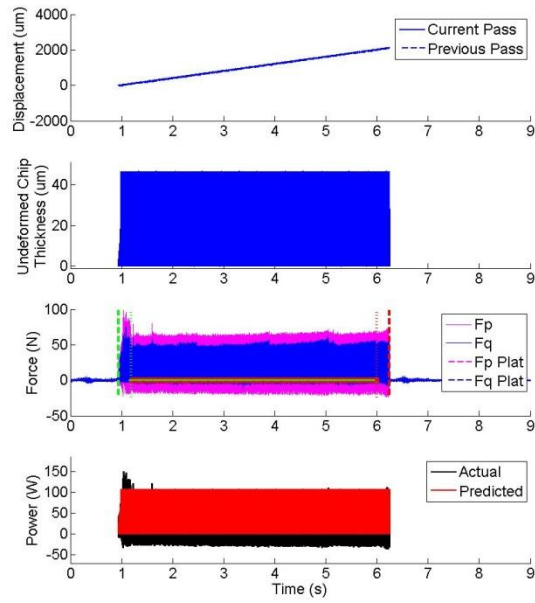 Displacement (um)
4000
2000
0
-2000
Current Pass
Previous Pass
0 1 2 3 4 5 6 7 8 9
Undeformed Chip
Thickness (um)
40
20
0
0 1 2 3 4 5 6 7 8 9
Force (N)
100
50
0
-50
Fp
Fq
Fp Plat
Fq Plat
0 1 2 3 4 5 6 7 8 9
Power (W)
150
100
50
0
-50
Actual
Predicted
0 1 2 3 4 5 6 7 8 9
Time (s)